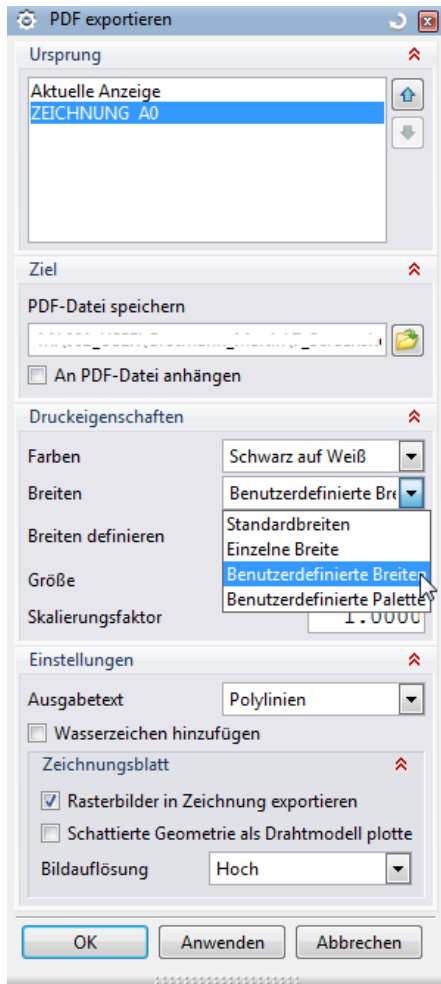 PDF exportieren
Ursprung
Aktuelle Anzeige
ZEICHNUNG A0
Ziel
PDF-Datei speichern
An PDF-Datei anhängen
Druckeigenschaften
Farben Schwarz auf Weiß
Breiten Benutzerdefinierte Bre
Standardbreiten
Breiten definieren
Einzelne Breite
Benutzerdefinierte Breiten
Größe
Benutzerdefinierte Palette
Skalierungsfaktor 1.0000
Einstellungen
Ausgabetext Polylinien
Wasserzeichen hinzufügen
Zeichnungsblatt
Rasterbilder in Zeichnung exportieren
Schattierte Geometrie als Drahtmodell plotte
Bildauflösung Hoch
OK Anwenden Abbrechen